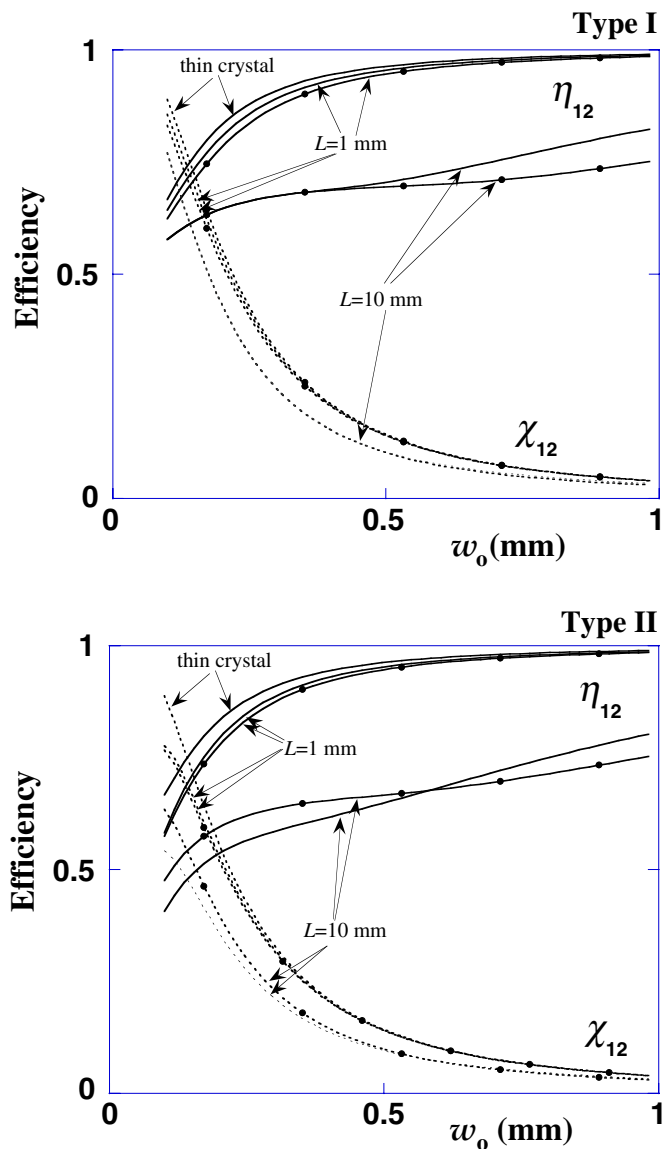 Type I
1
thin crystal
η₁₂
L=1 mm
Efficiency
0.5
L=10 mm
χ₁₂
0
0
0.5
1
wₒ(mm)
Type II
1
thin crystal
η₁₂
L=1 mm
Efficiency
0.5
L=10 mm
χ₁₂
0
0
0.5
1
wₒ (mm)